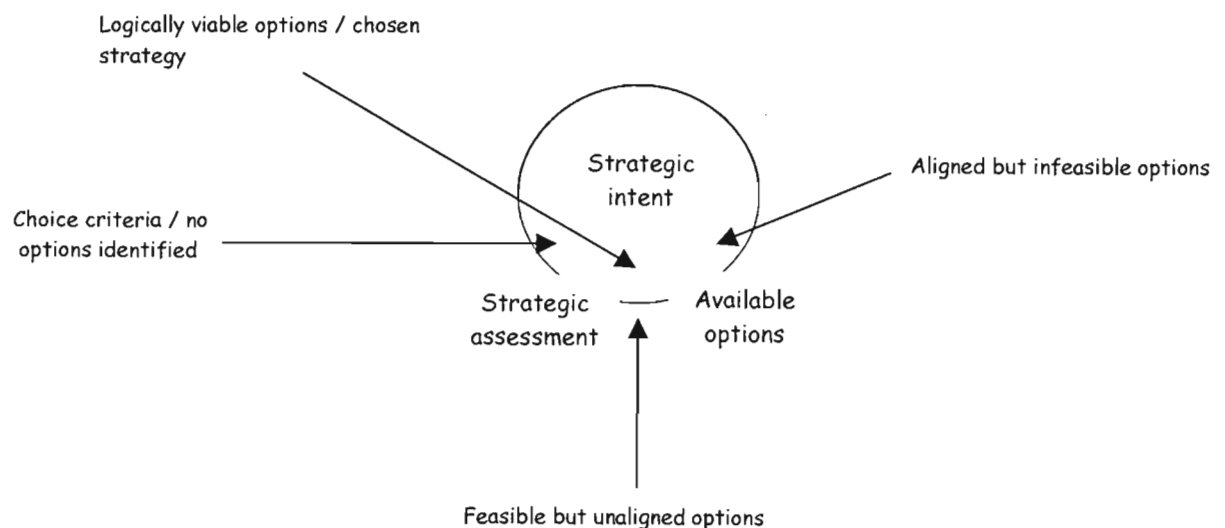 Logically viable options / chosen
strategy
Strategic
intent
Aligned but infeasible options
Choice criteria / no
options identified
Strategic
assessment
Available
options
Feasible but unaligned options